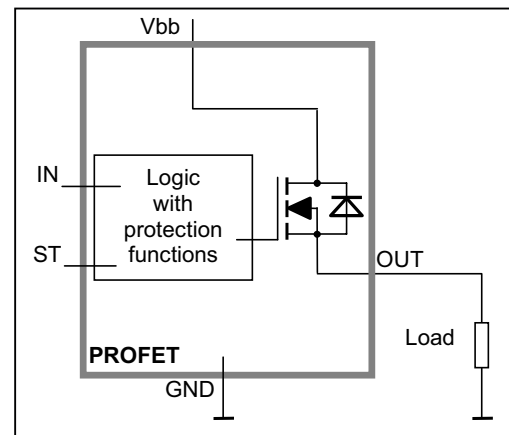 Vbb
IN
Logic
with
protection
functions
ST
OUT
Load
PROFET
GND